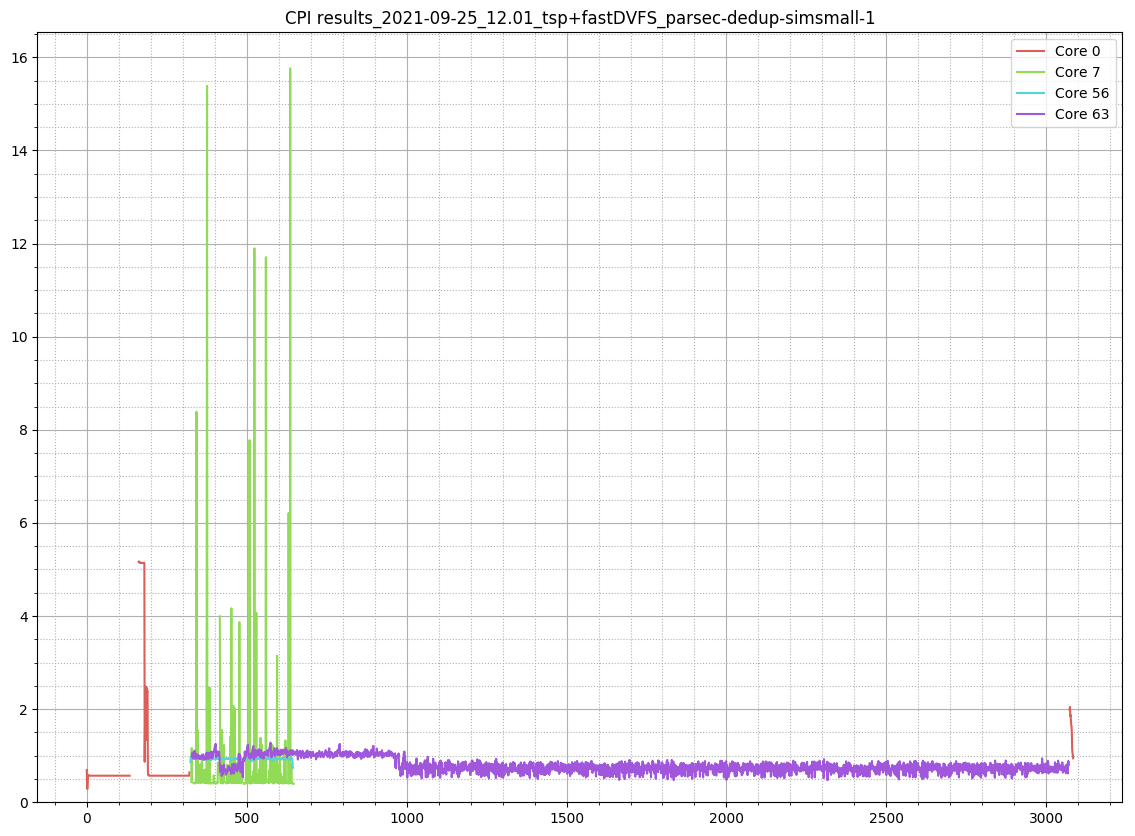 CPI results_2021-09-25_12.01_tsp+fastDVFS_parsec-dedup-simsmall-1
Core 0
Core 7
Core 56
Core 63
16
14
12
10
8
6
4
2
0
0 500 1000 1500 2000 2500 3000